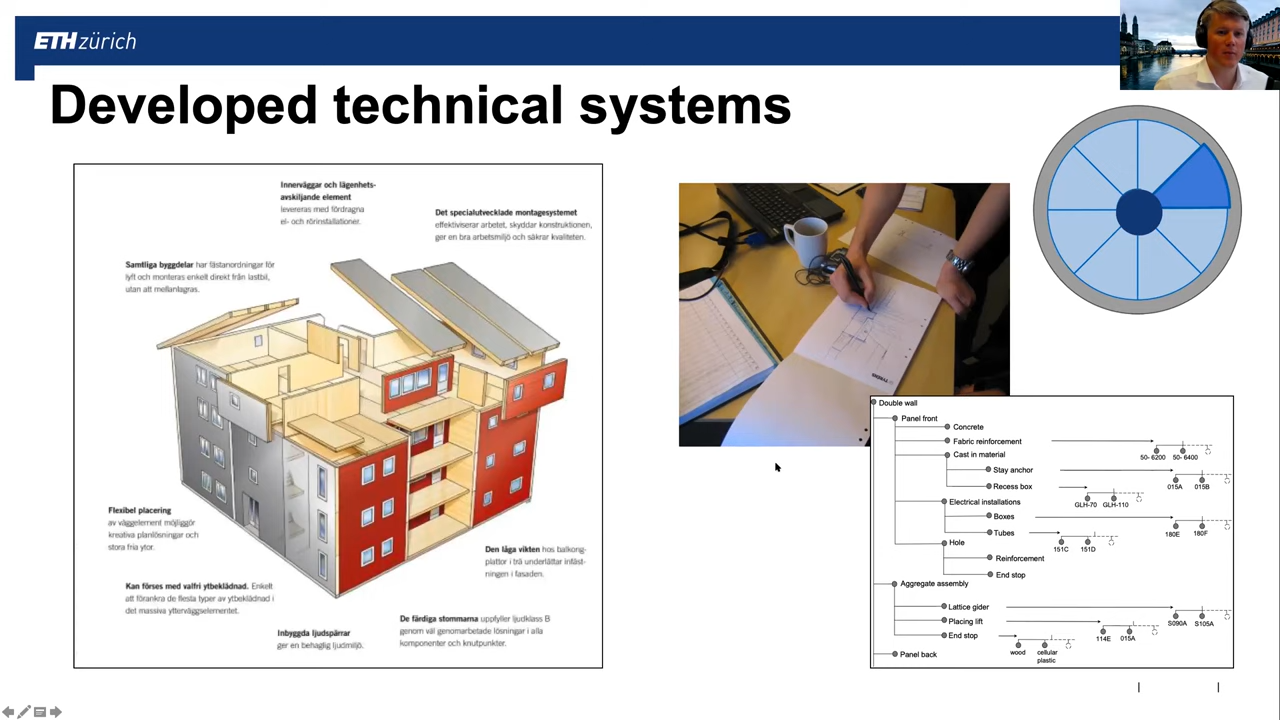 ETH zürich
Developed technical systems
Innerväggar och lägenhets-
avskiljande element
levereras med fördragna
el- och rörinstallationer.
Det specialutvecklade montagesystemet
effektiviserar arbetet, skyddar konstruktionen,
ger en bra arbetsmiljö och säkrar kvaliteten.
Samtliga byggdelar har fästanordningar för
lyft och monteras enkelt direkt från lastbil,
utan att mellanlagras.
Flexibel placering
av väggelement möjliggör
kreativa planlösningar och
stora fria ytor.
Den låga vikten hos balkong-
plattor i trä underlättar infäst-
ningen i fasaden.
Kan förses med valfri ytbeklädnad. Enkelt
att förankra de flesta typer av ytbeklädnad i
det massiva ytterväggselementet.
Inbyggda ljudspärrar
ger en behaglig ljudmiljö.
De färdiga stommarna uppfyller ljudklass B
genom väl genomarbetade lösningar i alla
komponenter och knutpunkter.
Double wall
Panel front
Concrete
Fabric reinforcement
50- 6200 50- 6400
Cast in material
Stay anchor
015A 015B
Recess box
GLH-70 GLH-110
Electrical installations
Boxes
180E 180F
Tubes
151C 151D
Hole
Reinforcement
End stop
Aggregate assembly
Lattice gider
S090A S105A
Placing lift
114E 015A
End stop
wood cellular
plastic
Panel back